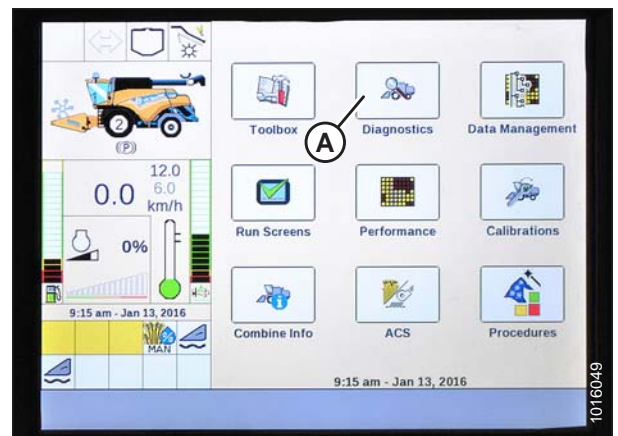 Toolbox
Diagnostics
Data Management
A
2
(P)
12.0
0.0
6.0
km/h
Run Screens
Performance
Calibrations
0%
F
9:15 am - Jan 13, 2016
MAN
Combine Info
ACS
Procedures
9:15 am - Jan 13, 2016
1016049